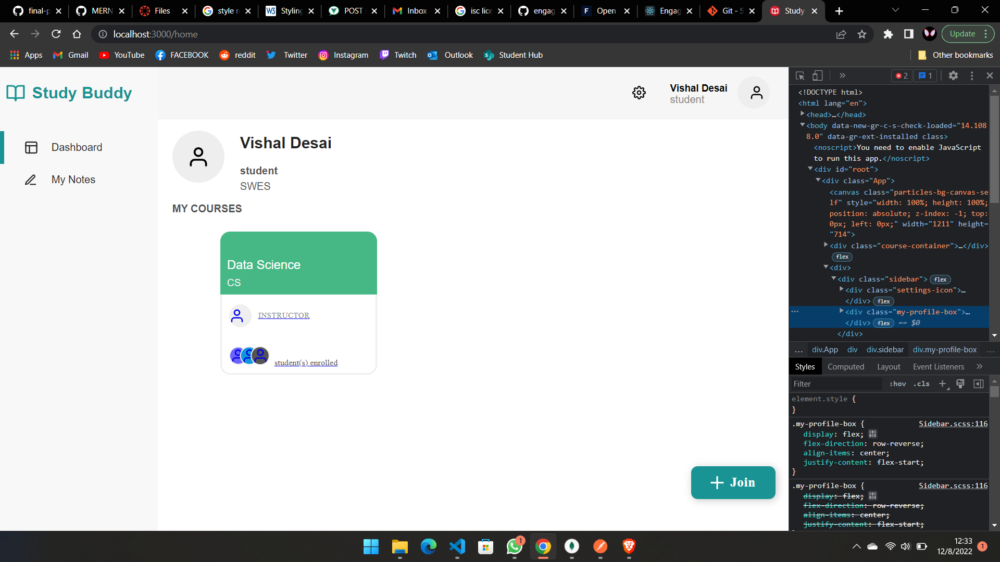 final-p
MERN
Files
style r
Styling
POST
Inbox
isc lice
engag
Open
Engag
Git - S
Study
localhost:3000/home
Update
Apps
Gmail
YouTube
FACEBOOK
reddit
Twitter
Instagram
Twitch
Outlook
Student Hub
Other bookmarks
Study Buddy
Vishal Desai
student
Dashboard
My Notes
Vishal Desai
student
SWES
MY COURSES
Data Science
CS
INSTRUCTOR
student(s) enrolled
Join
2
1
<!DOCTYPE html>
<html lang="en">
<head>…</head>
<body data-new-gr-c-s-check-loaded="14.108
8.0" data-gr-ext-installed class>
<noscript>You need to enable JavaScript
to run this app.</noscript>
<div id="root">
<div class="App">
<canvas class="particles-bg-canvas-se
lf" style="width: 100%; height: 100%;
position: absolute; z-index: -1; top:
0px; left: 0px;" width="1211" height=
"714">
<div class="course-container">…</div>
flex
<div>
<div class="sidebar"> flex
<div class="settings-icon">…
</div> flex
<div class="my-profile-box">…
</div> flex == $0
</div>
… div.App div div.sidebar div.my-profile-box …
Styles Computed Layout Event Listeners
Filter :hov .cls
element.style {
}
.my-profile-box { Sidebar.scss:116
display: flex;
flex-direction: row-reverse;
align-items: center;
justify-content: flex-start;
}
.my-profile-box { Sidebar.scss:116
display: flex;
flex-direction: row-reverse;
align-items: center;
justify-content: flex-start;
1
12:33
12/8/2022
1